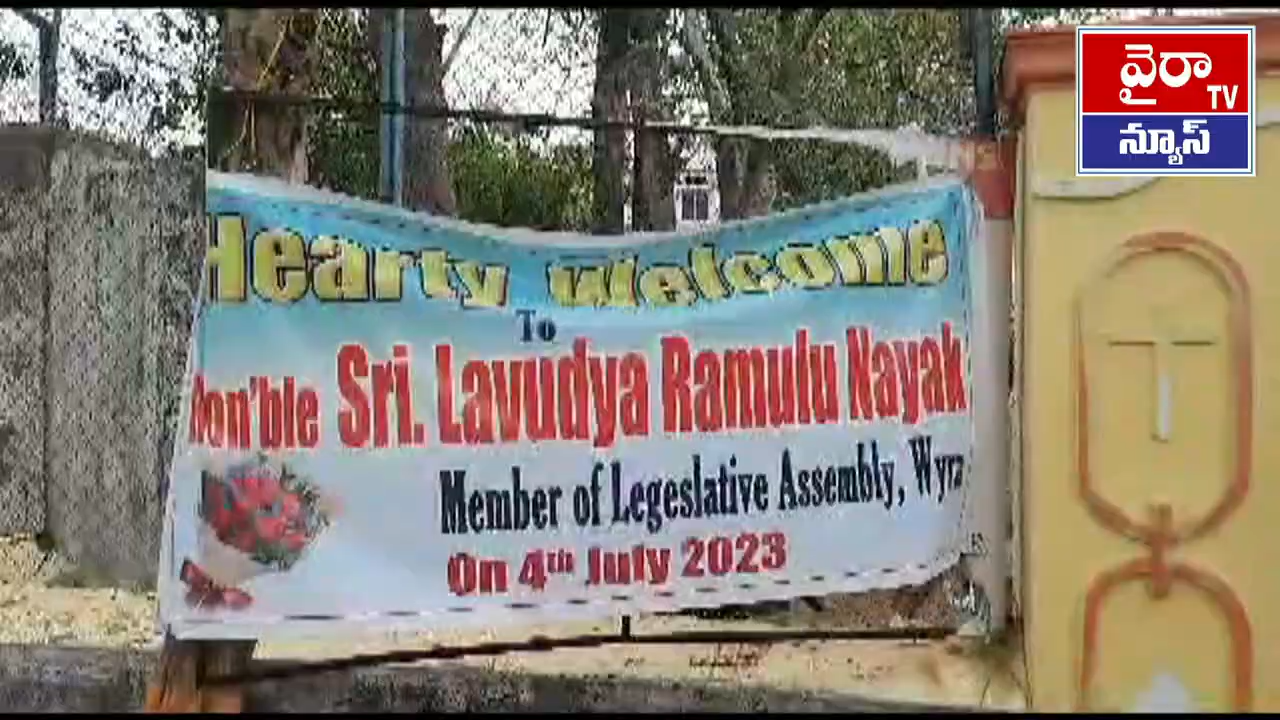 వైరా
TV
న్యూస్
Hearty welcome
To
Hon'ble Sri. Lavudya Ramulu Nayak
Member of Legeslative Assembly, Wyra
On 4th July 2023